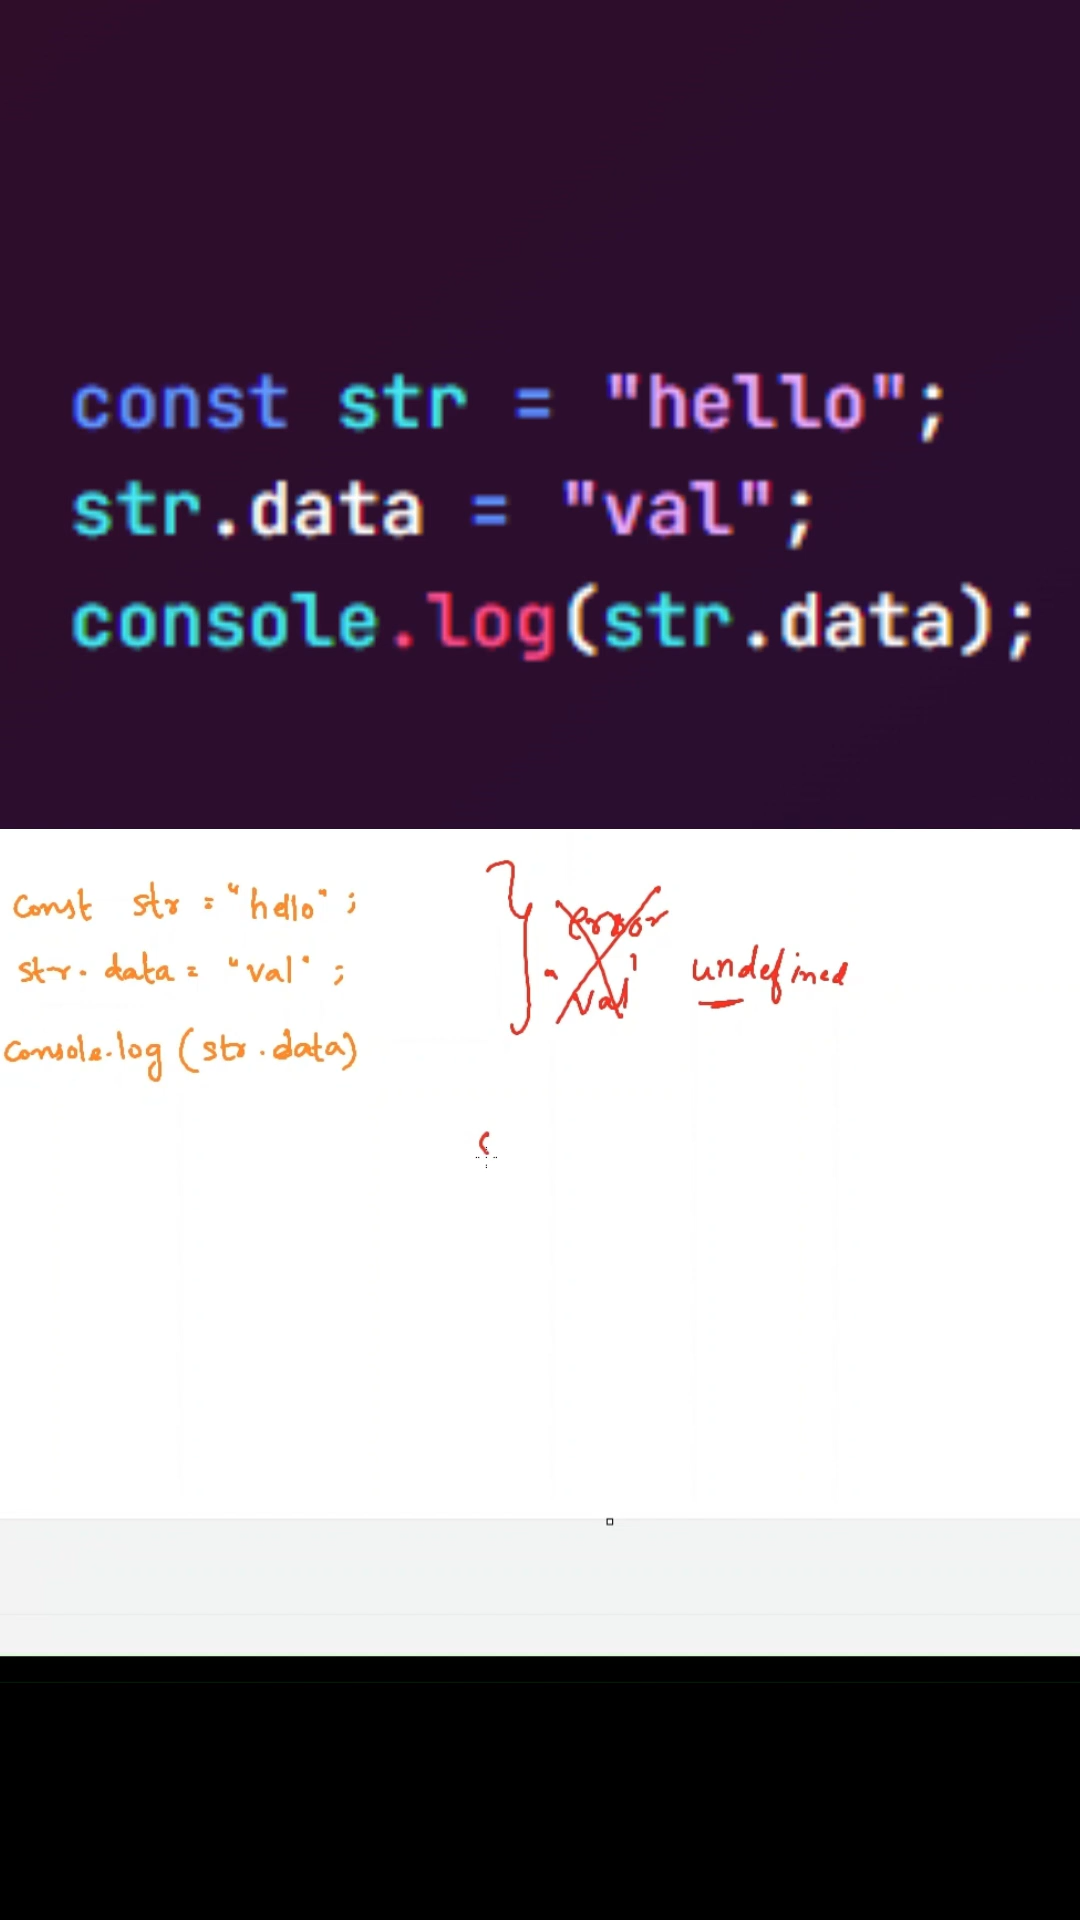 const str = "hello";
str.data = "val";
console.log(str.data);
const str = "hello";
str. data = "val";
console.log (str.data)
error
"val"
undefined